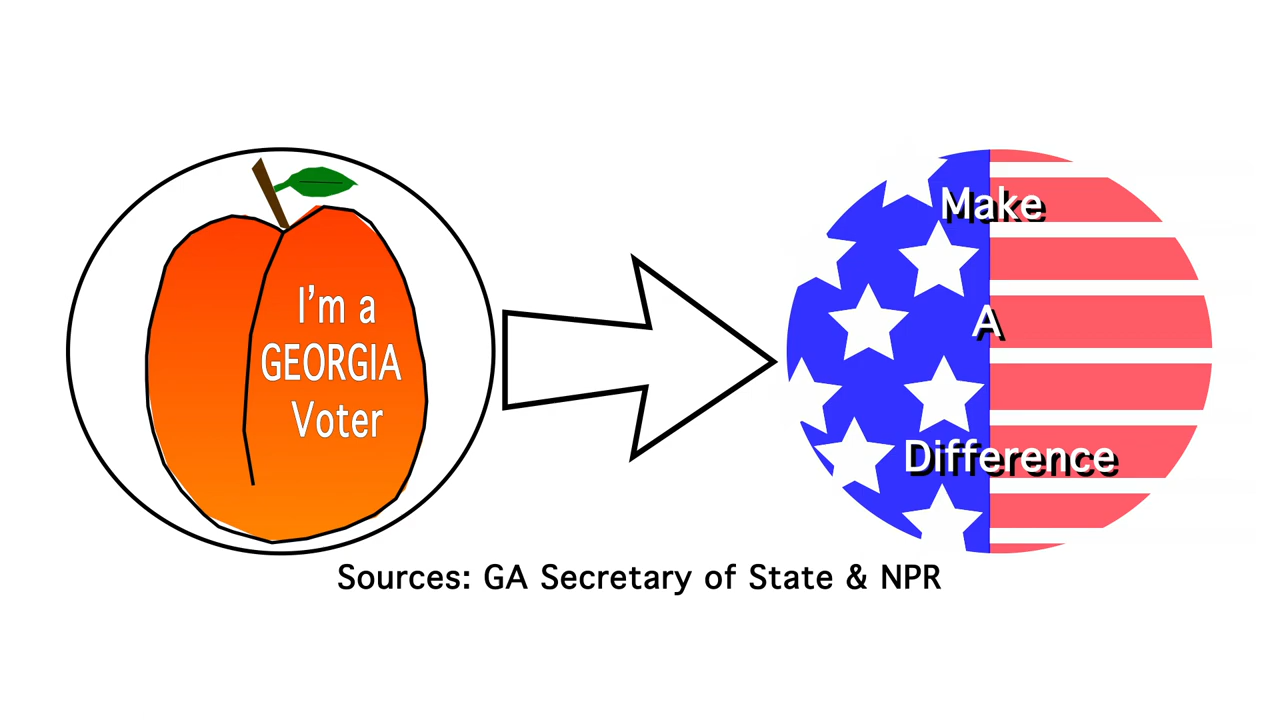 I'm a
GEORGIA
Voter
Make
A
Difference
Sources: GA Secretary of State & NPR